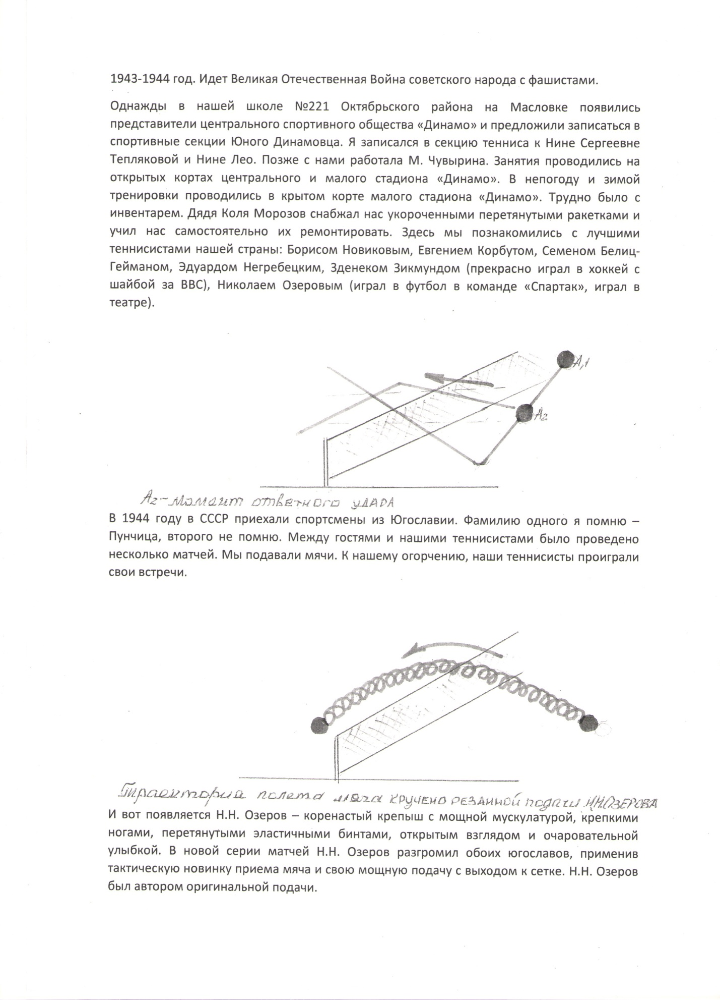 1943-1944 год. Идет Великая Отечественная Война советского народа с фашистами.
Однажды в нашей школе №221 Октябрьского района на Масловке появились
представители центрального спортивного общества «Динамо» и предложили записаться в
спортивные секции Юного Динамовца. Я записался в секцию тенниса к Нине Сергеевне
Тепляковой и Нине Лео. Позже с нами работала М. Чувырина. Занятия проводились на
открытых кортах центрального и малого стадиона «Динамо». В непогоду и зимой
тренировки проводились в крытом корте малого стадиона «Динамо». Трудно было с
инвентарем. Дядя Коля Морозов снабжал нас укороченными перетянутыми ракетками и
учил нас самостоятельно их ремонтировать. Здесь мы познакомились с лучшими
теннисистами нашей страны: Борисом Новиковым, Евгением Корбутом, Семеном Белиц-
Гейманом, Эдуардом Негребецким, Зденеком Зикмундом (прекрасно играл в хоккей с
шайбой за ВВС), Николаем Озеровым (играл в футбол в команде «Спартак», играл в
театре).
А,1
А2
А2-момент ответного удара
В 1944 году в СССР приехали спортсмены из Югославии. Фамилию одного я помню –
Пунчица, второго не помню. Между гостями и нашими теннисистами было проведено
несколько матчей. Мы подавали мячи. К нашему огорчению, наши теннисисты проиграли
свои встречи.
Траектория полета мяча кручено резанной подачи Н.Н.Озерова
И вот появляется Н.Н. Озеров – коренастый крепыш с мощной мускулатурой, крепкими
ногами, перетянутыми эластичными бинтами, открытым взглядом и очаровательной
улыбкой. В новой серии матчей Н.Н. Озеров разгромил обоих югославов, применив
тактическую новинку приема мяча и свою мощную подачу с выходом к сетке. Н.Н. Озеров
был автором оригинальной подачи.